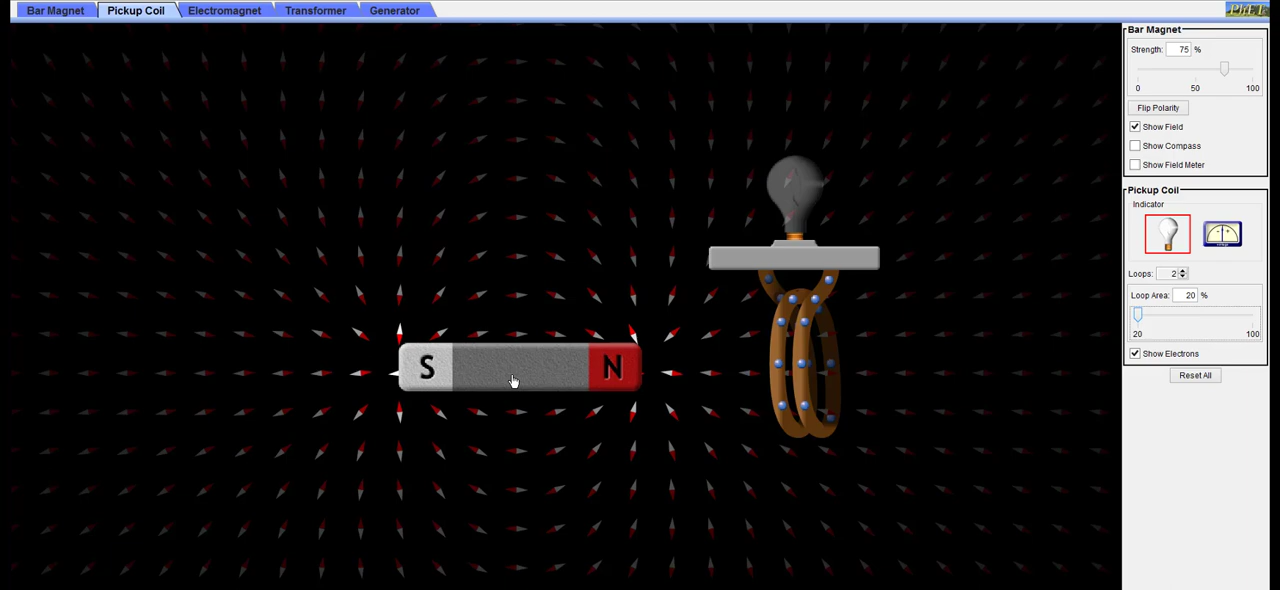 Bar Magnet Pickup Coil Electromagnet Transformer Generator
PhET
Bar Magnet
Strength: 75 %
0 50 100
Flip Polarity
Show Field
Show Compass
Show Field Meter
Pickup Coil
Indicator
Loops: 2
Loop Area: 20 %
20 100
Show Electrons
Reset All
S N